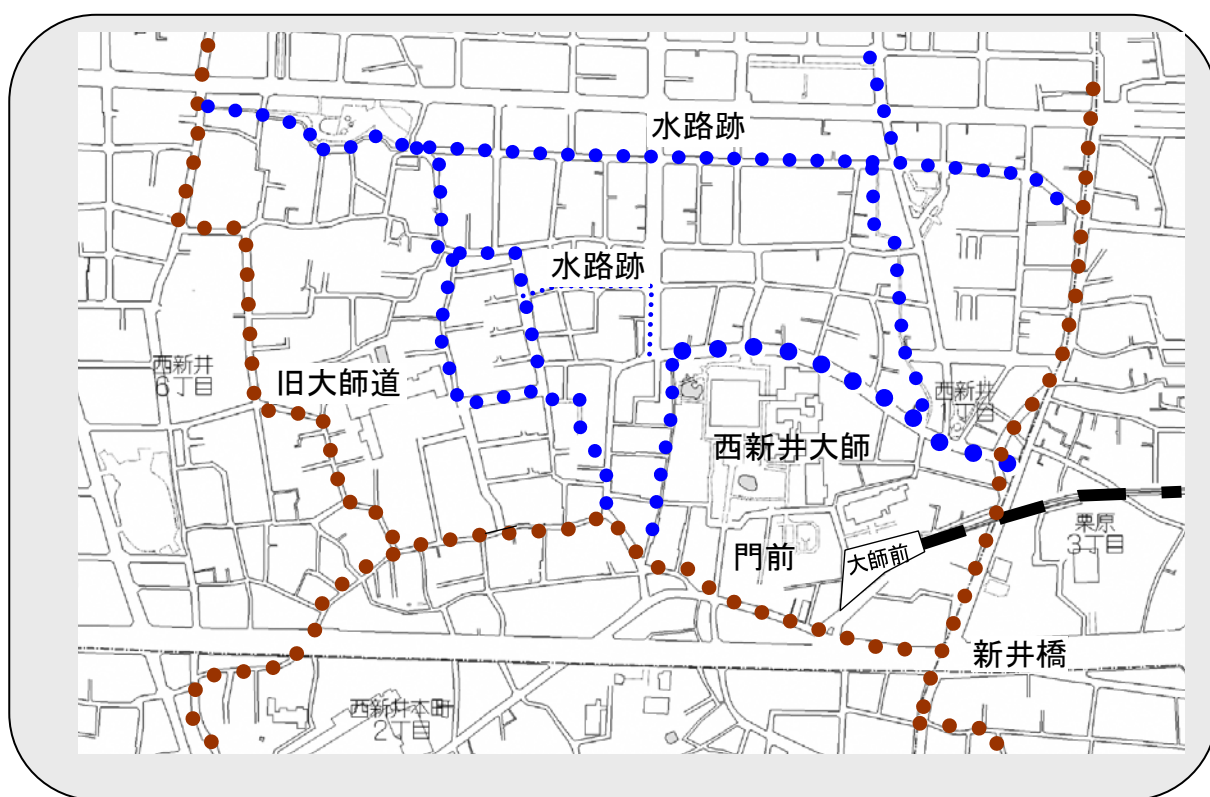 水路跡
水路跡
西新井
6丁目
旧大師道
西新井
1丁目
西新井大師
栗原
3丁目
門前
大師前
新井橋
西新井本町
2丁目